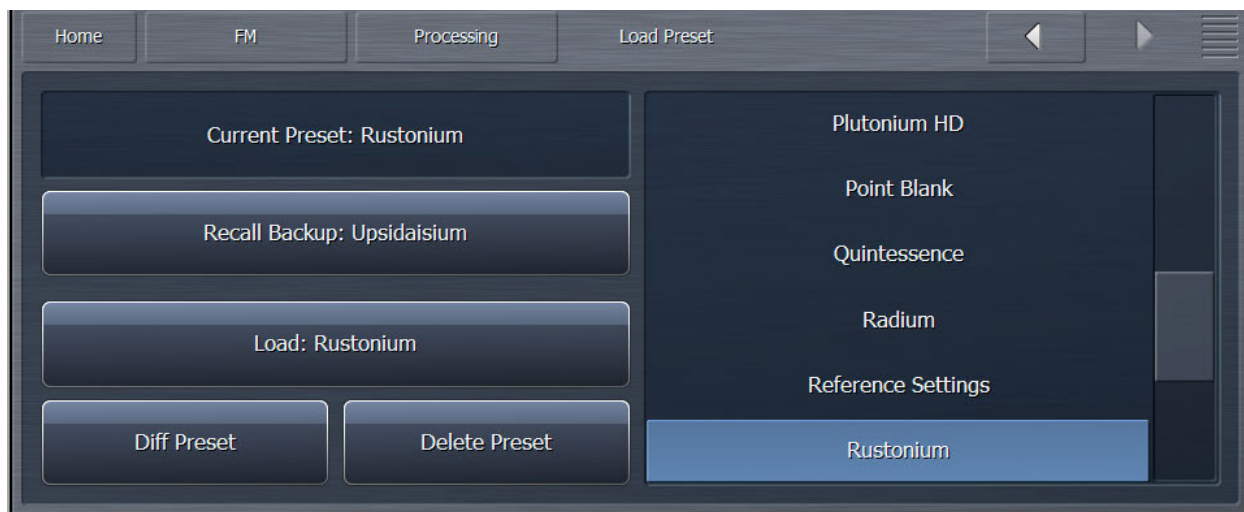 Home
FM
Processing
Load Preset
Current Preset: Rustonium
Recall Backup: Upsidaisium
Load: Rustonium
Diff Preset
Delete Preset
Plutonium HD
Point Blank
Quintessence
Radium
Reference Settings
Rustonium